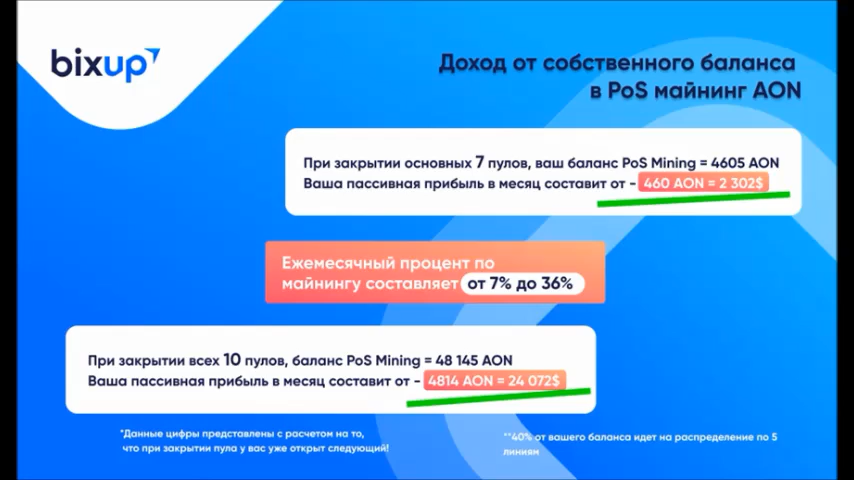 bixup
Доход от собственного баланса
в PoS майнинг AON
При закрытии основных 7 пулов, ваш баланс PoS Mining = 4605 AON
Ваша пассивная прибыль в месяц составит от - 460 AON = 2 302$
Ежемесячный процент по
майнингу составляет от 7% до 36%
При закрытии всех 10 пулов, баланс PoS Mining = 48 145 AON
Ваша пассивная прибыль в месяц составит от - 4814 AON = 24 072$
*Данные цифры представлены с расчетом на то,
что при закрытии пула у вас уже открыт следующий!
**40% от вашего баланса идет на распределение по 5
линиям